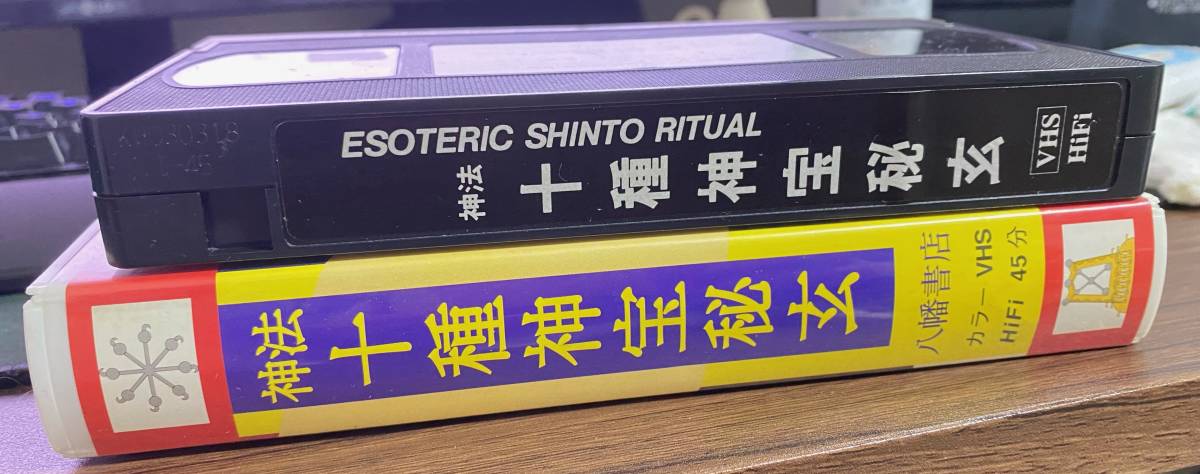 ESOTERIC SHINTO RITUAL
神法 十種神宝秘玄
VHS
HiFi
神法 十種神宝秘玄
八幡書店
カラー VHS
HiFi 45分